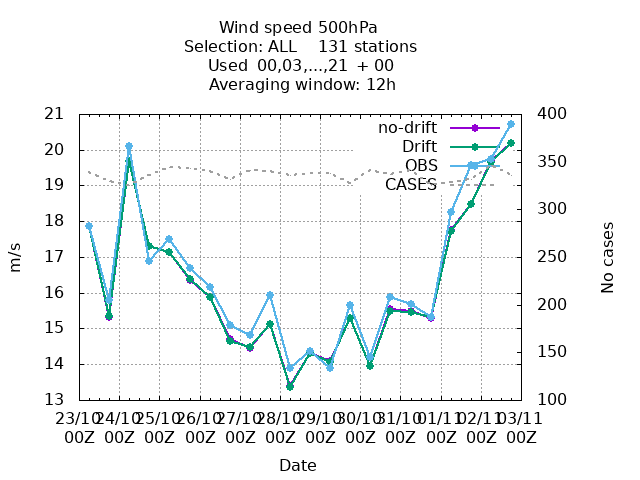 Wind speed 500hPa
Selection: ALL    131 stations
Used  00,03,...,21  + 00
Averaging window: 12h
21
20
19
18
17
16
15
14
13
m/s
no-drift
Drift
OBS
CASES
400
350
300
250
200
150
100
No cases
23/10 24/10 25/10 26/10 27/10 28/10 29/10 30/10 31/10 01/11 02/11 03/11
00Z 00Z 00Z 00Z 00Z 00Z 00Z 00Z 00Z 00Z 00Z 00Z
Date